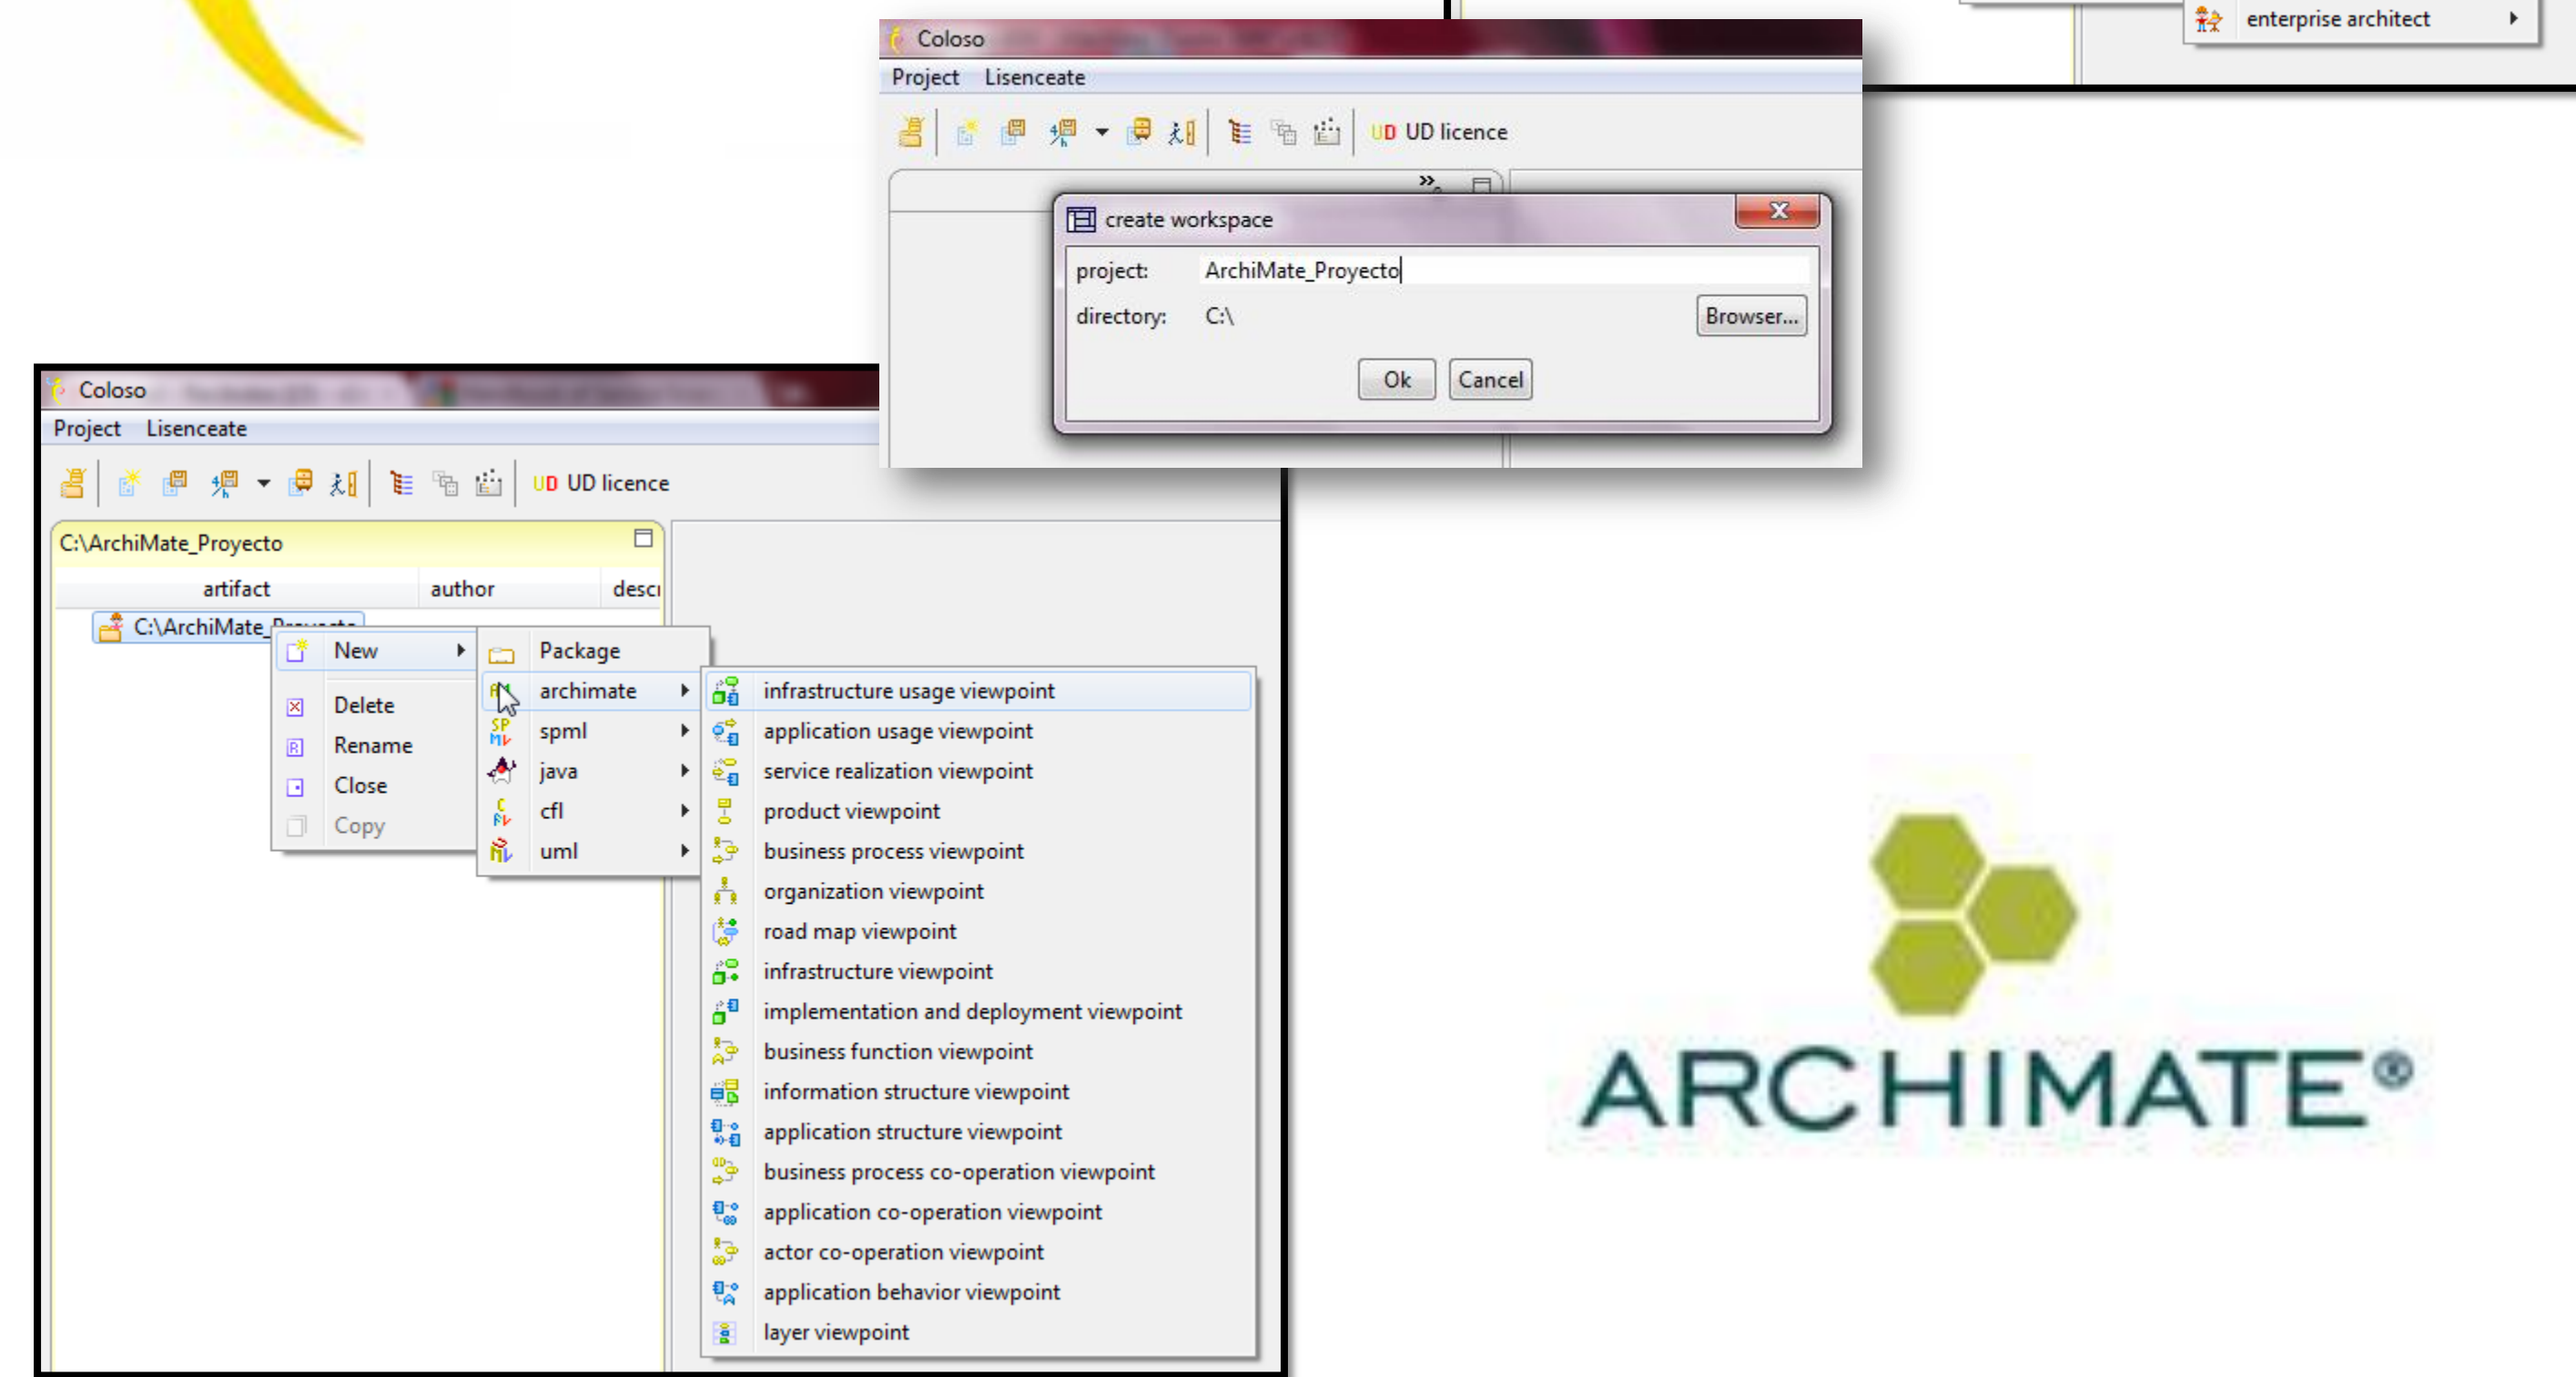 enterprise architect
Coloso
Project Lisenceate
UD UD licence
create workspace
project: ArchiMate_Proyecto
directory: C:\
Browser...
Ok Cancel
Coloso
Project Lisenceate
UD UD licence
C:\ArchiMate_Proyecto
artifact author
C:\ArchiMate_Proyecto
New
Delete
Rename
Close
Copy
Package
archimate
spml
java
cfl
uml
infrastructure usage viewpoint
application usage viewpoint
service realization viewpoint
product viewpoint
business process viewpoint
organization viewpoint
road map viewpoint
infrastructure viewpoint
implementation and deployment viewpoint
business function viewpoint
information structure viewpoint
application structure viewpoint
business process co-operation viewpoint
application co-operation viewpoint
actor co-operation viewpoint
application behavior viewpoint
layer viewpoint
ARCHIMATE®